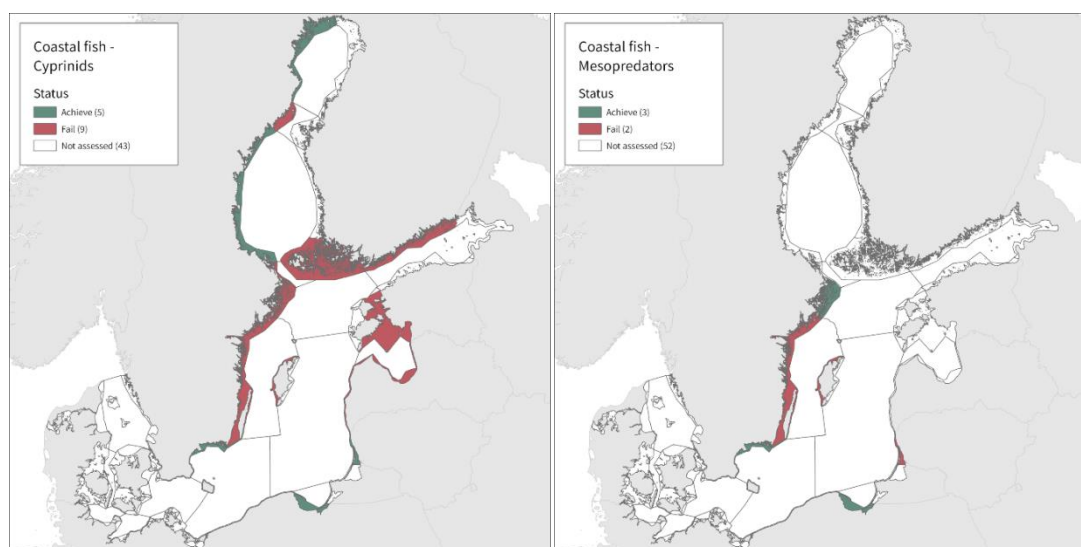 Coastal fish -
Cyprinids
Status
Achieve (5)
Fail (9)
Not assessed (43)
Coastal fish -
Mesopredators
Status
Achieve (3)
Fail (2)
Not assessed (52)